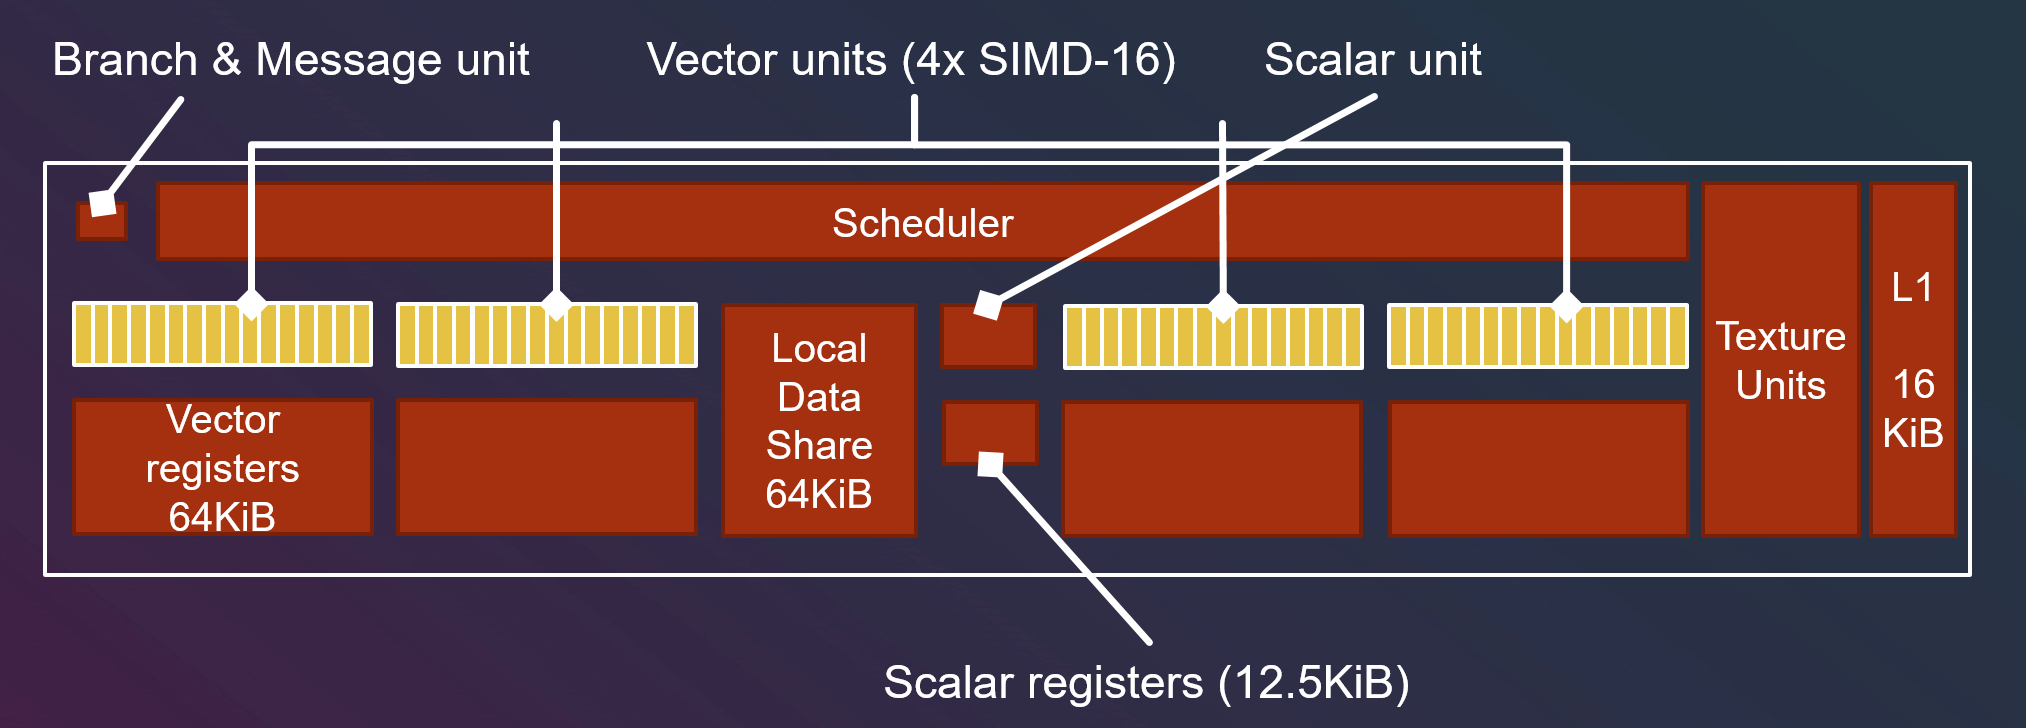 Branch & Message unit
Vector units (4x SIMD-16)
Scalar unit
Scheduler
Vector
registers
64KiB
Local
Data
Share
64KiB
Texture
Units
L1
16
KiB
Scalar registers (12.5KiB)